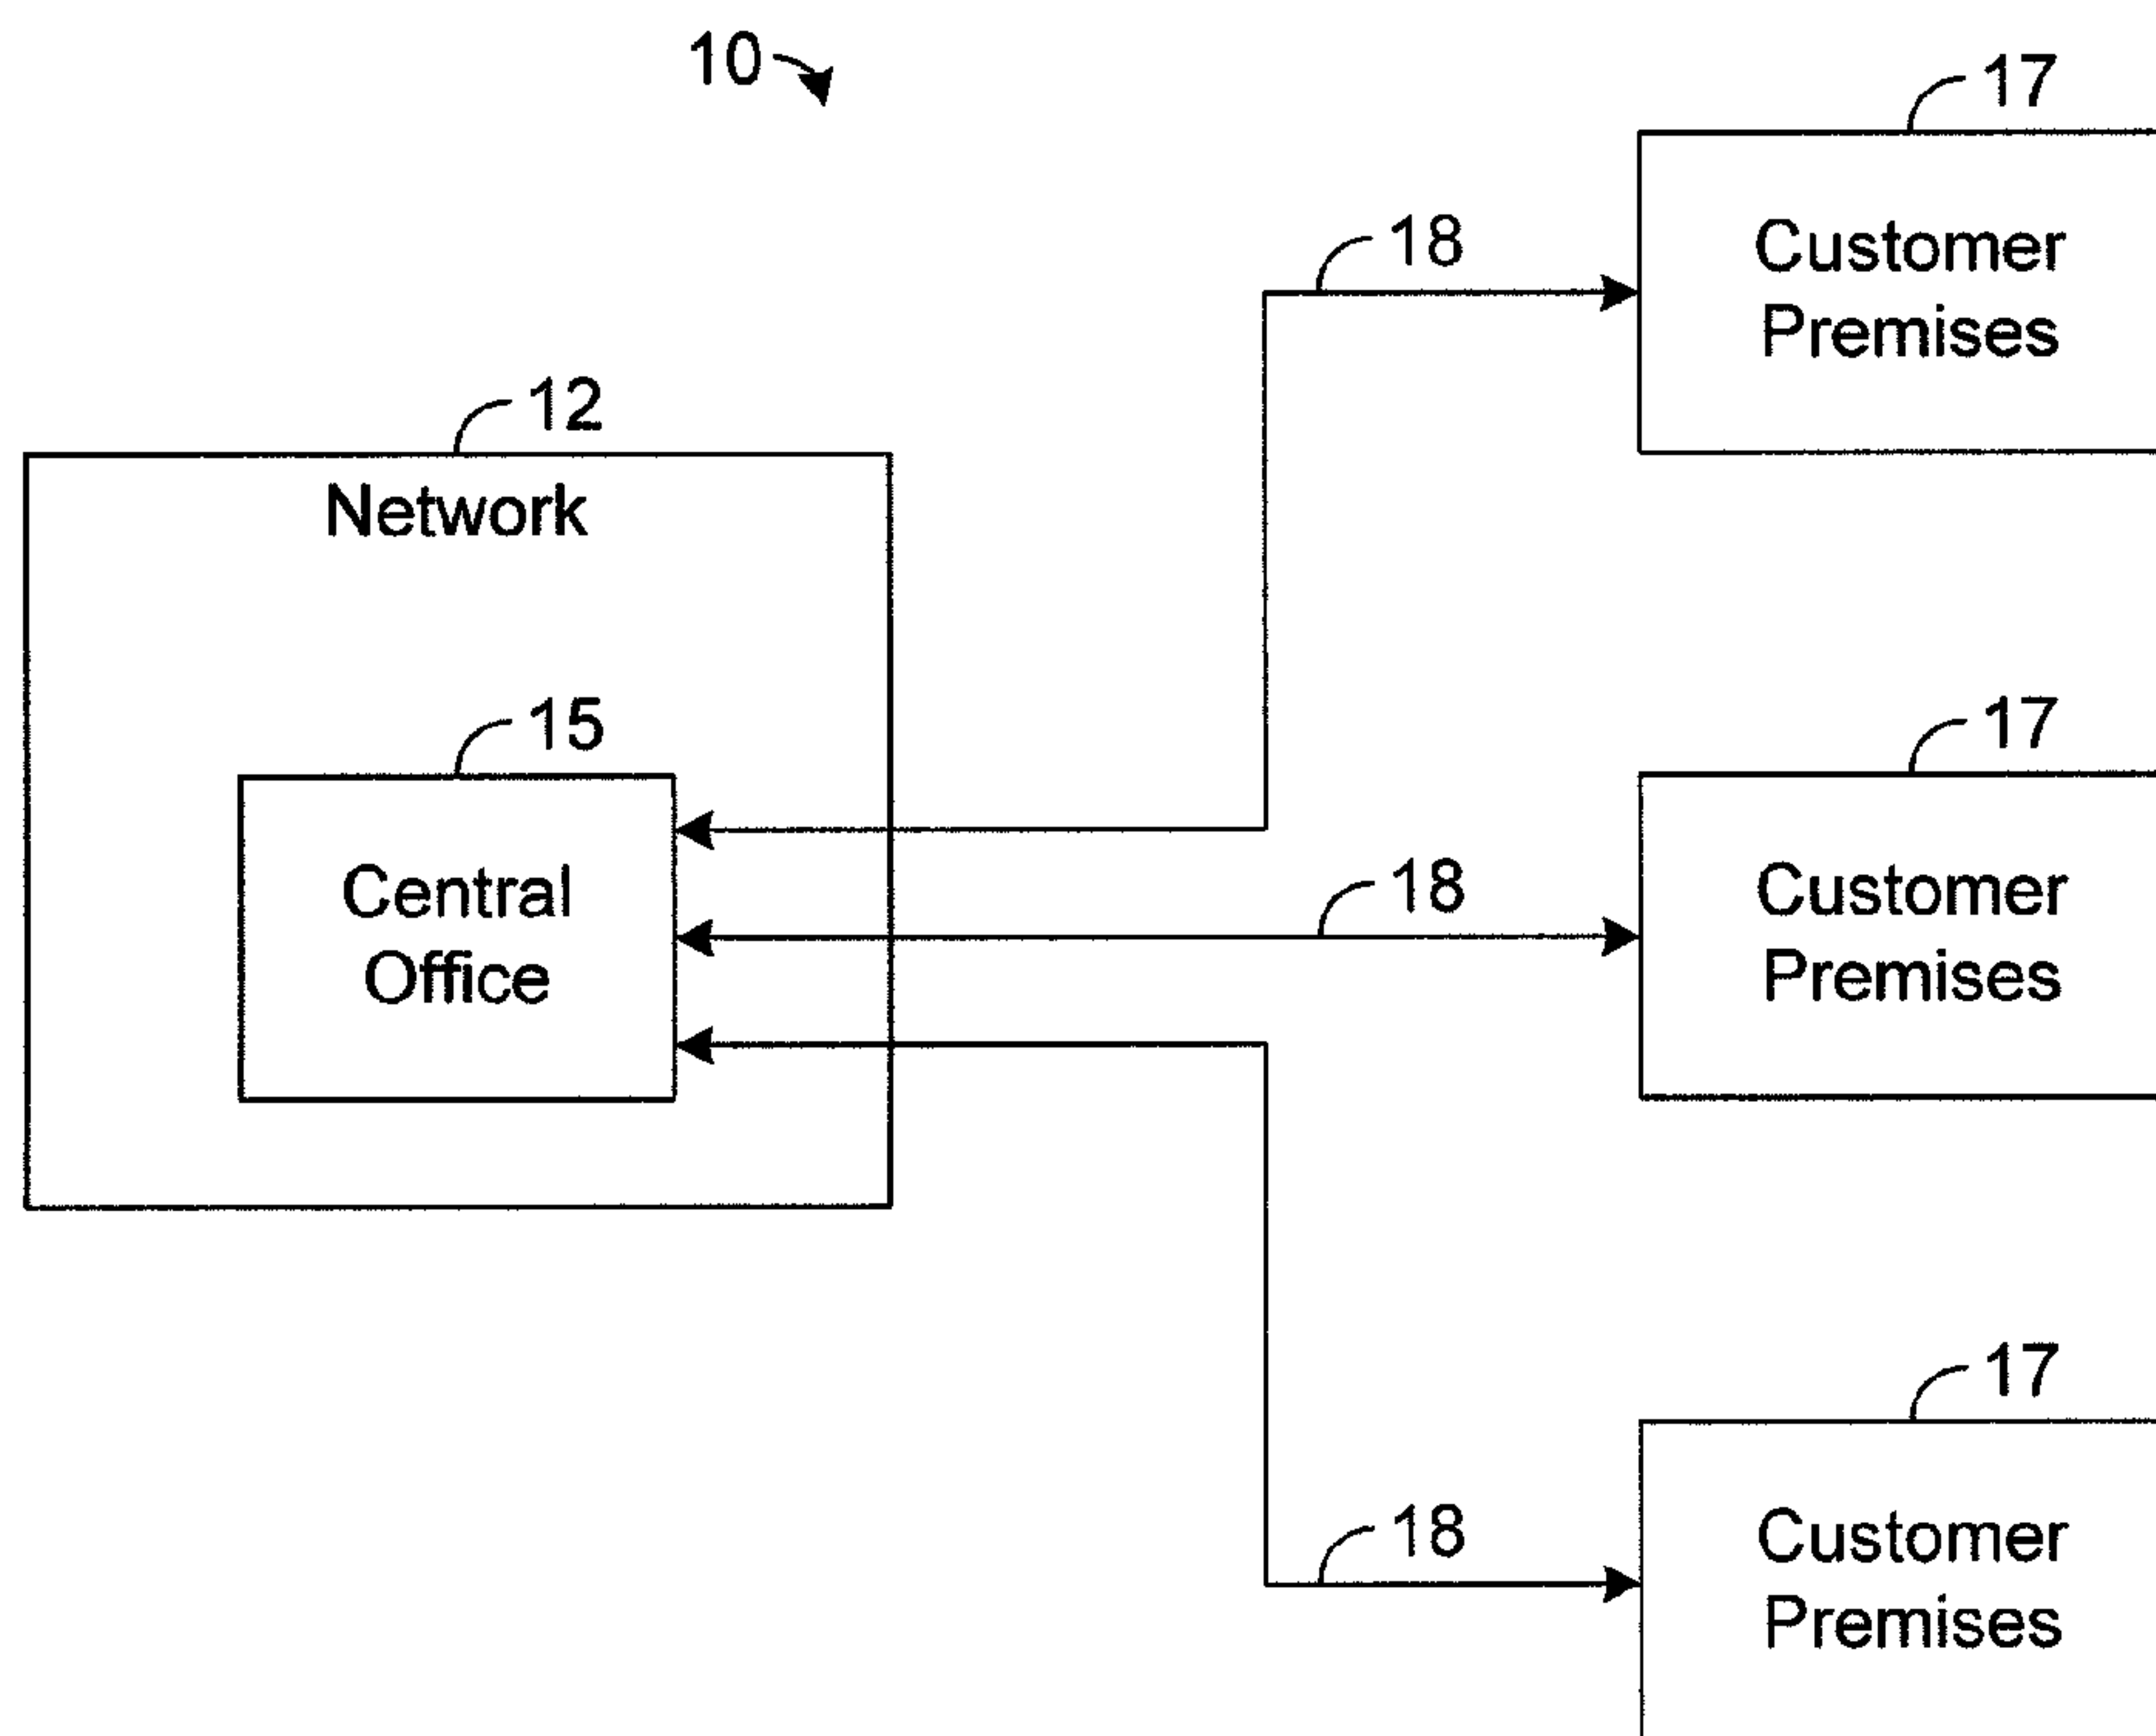 10
17
18
Customer
Premises
12
Network
15
17
Central
Office
18
Customer
Premises
17
18
Customer
Premises